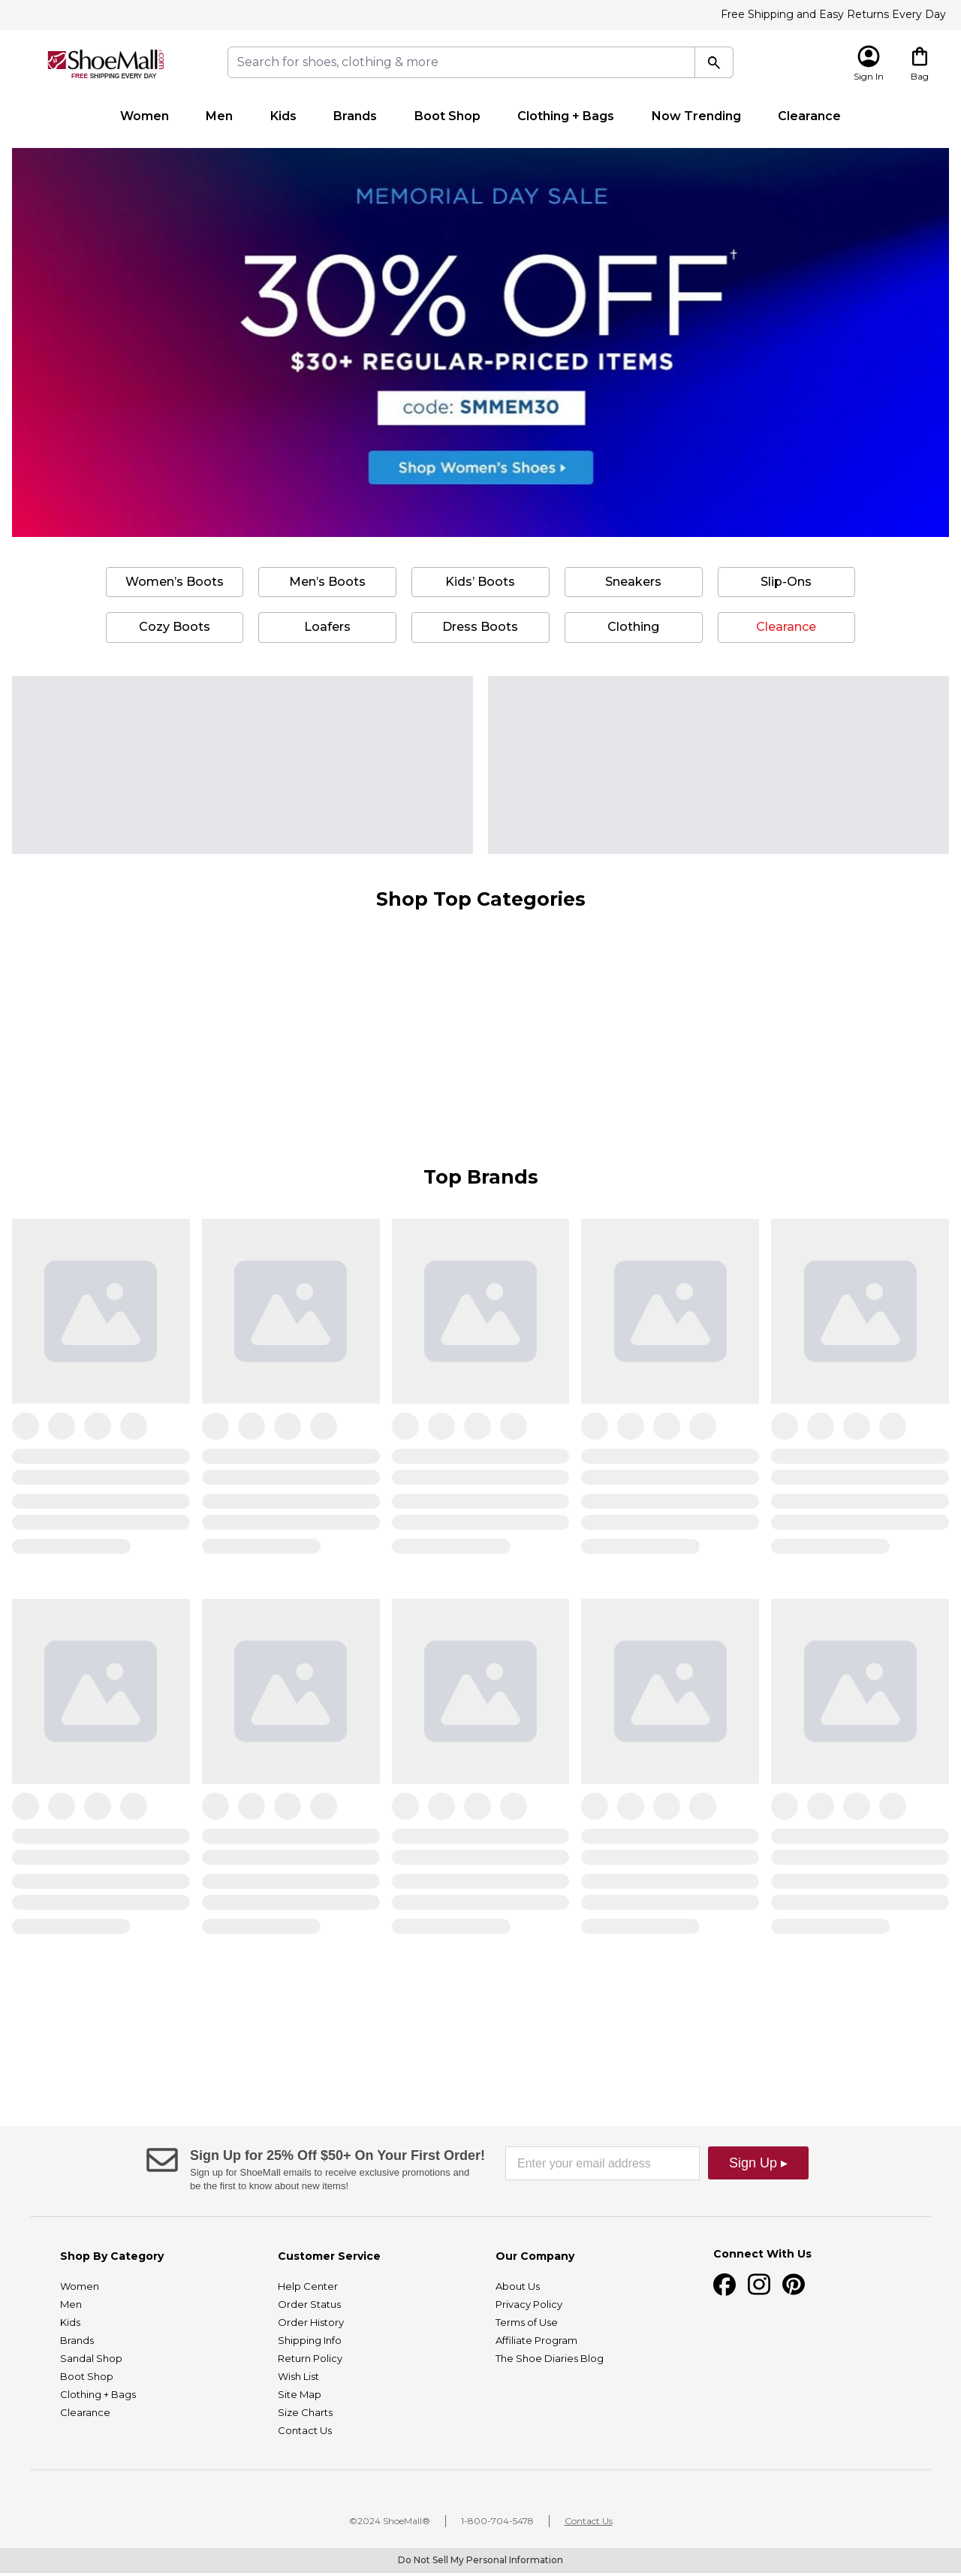 Free Shipping and Easy Returns Every Day
ShoeMall.com
FREE SHIPPING EVERY DAY
Search for shoes, clothing & more
Sign In
Bag
Women
Men
Kids
Brands
Boot Shop
Clothing + Bags
Now Trending
Clearance
MEMORIAL DAY SALE
30% OFF†
$30+ REGULAR-PRICED ITEMS
code: SMMEM30
Shop Women's Shoes ▸
Women's Boots
Men's Boots
Kids' Boots
Sneakers
Slip-Ons
Cozy Boots
Loafers
Dress Boots
Clothing
Clearance
Shop Top Categories
Top Brands
Sign Up for 25% Off $50+ On Your First Order!
Sign up for ShoeMall emails to receive exclusive promotions and
be the first to know about new items!
Enter your email address
Sign Up ▸
Shop By Category
Women
Men
Kids
Brands
Sandal Shop
Boot Shop
Clothing + Bags
Clearance
Customer Service
Help Center
Order Status
Order History
Shipping Info
Return Policy
Wish List
Site Map
Size Charts
Contact Us
Our Company
About Us
Privacy Policy
Terms of Use
Affiliate Program
The Shoe Diaries Blog
Connect With Us
©2024 ShoeMall®
1-800-704-5478
Contact Us
Do Not Sell My Personal Information